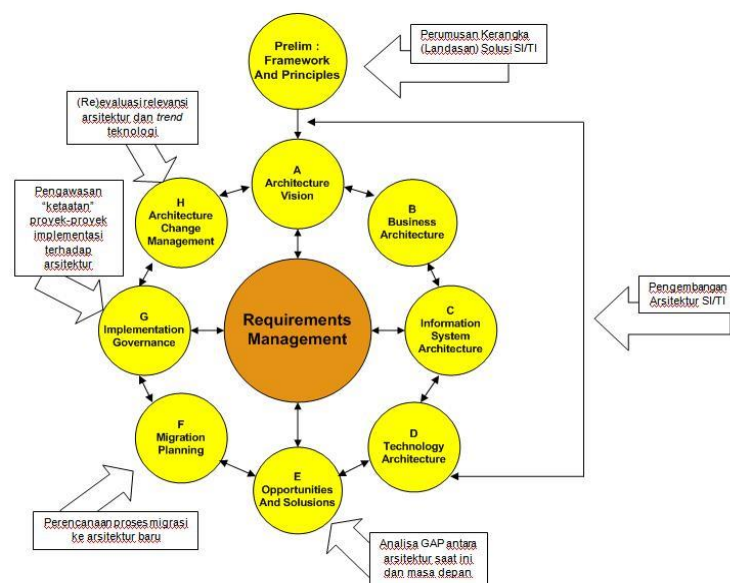 Prelim :
Framework
And Principles
Perumusan Kerangka
(Landasan) Solusi SI/TI
(Re)evaluasi relevansi
arsitektur dan trend
teknologi
A
Architecture
Vision
H
Architecture
Change
Management
B
Business
Architecture
Pengawasan
“ketaatan”
proyek-proyek
implementasi
terhadap
arsitektur
Pengembangan
Arsitektur SI/TI
G
Implementation
Governance
Requirements
Management
C
Information
System
Architecture
F
Migration
Planning
D
Technology
Architecture
E
Opportunities
And Solusions
Perencanaan proses migrasi
ke arsitektur baru
Analisa GAP antara
arsitektur saat ini
dan masa depan